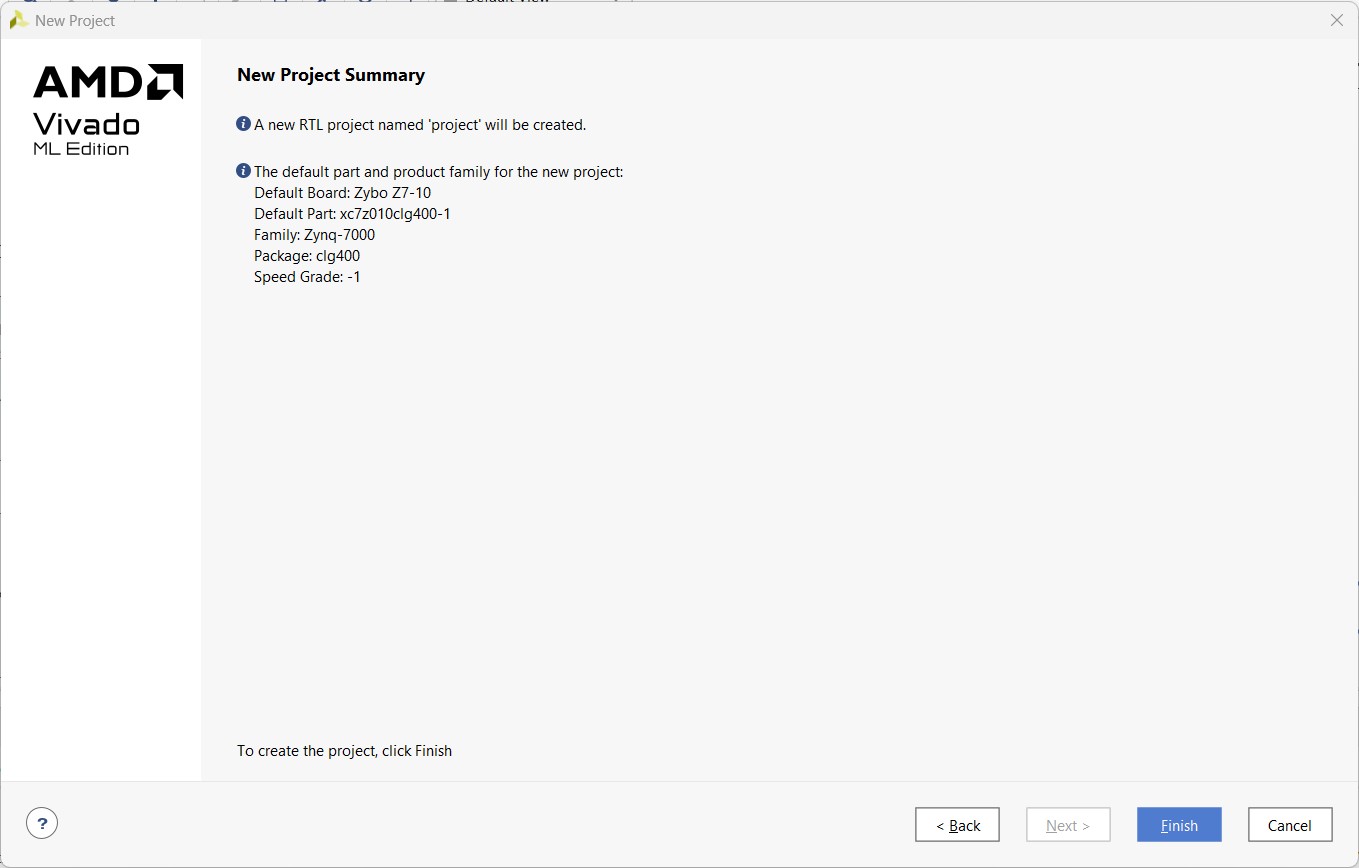 Default View
New Project
AMD
Vivado
ML Edition
New Project Summary
A new RTL project named 'project' will be created.
The default part and product family for the new project:
Default Board: Zybo Z7-10
Default Part: xc7z010clg400-1
Family: Zynq-7000
Package: clg400
Speed Grade: -1
To create the project, click Finish
?
< Back
Next >
Finish
Cancel